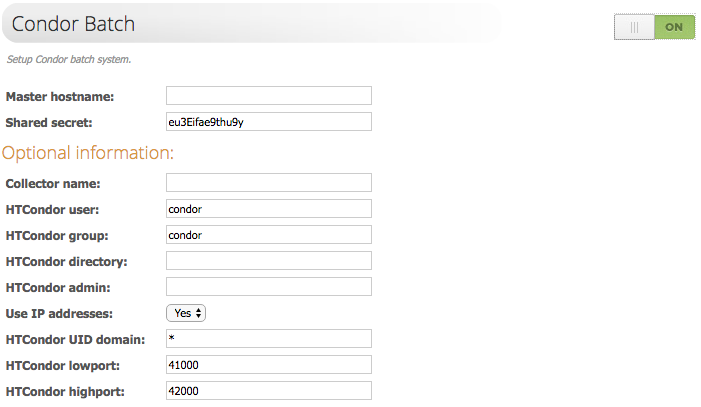 Condor Batch
ON
Setup Condor batch system.
Master hostname:
Shared secret: eu3Eifae9thu9y
Optional information:
Collector name:
HTCondor user: condor
HTCondor group: condor
HTCondor directory:
HTCondor admin:
Use IP addresses: Yes
HTCondor UID domain: *
HTCondor lowport: 41000
HTCondor highport: 42000